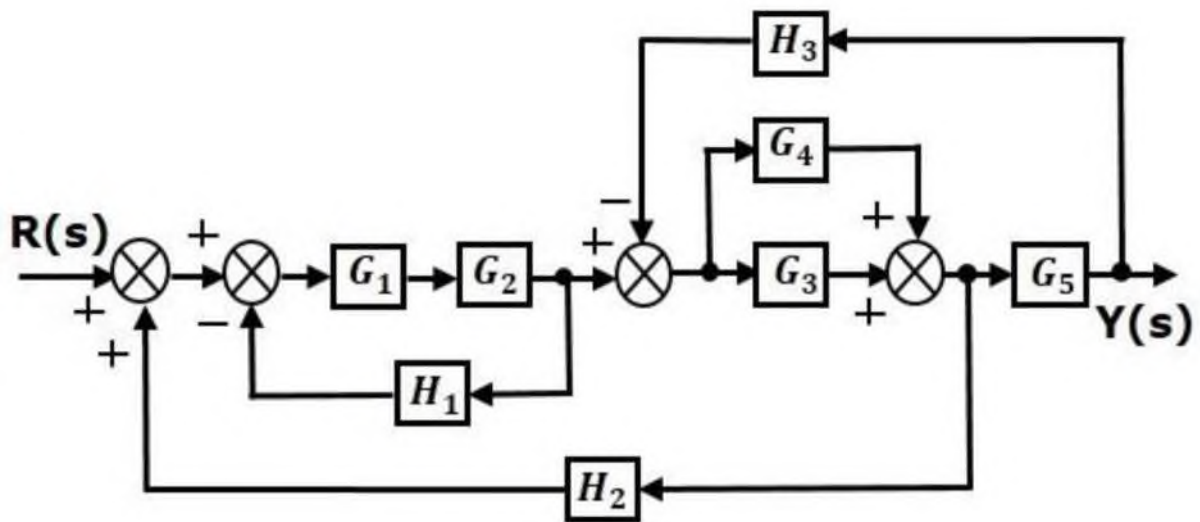 H₃
G₄
−
+
R(s)
+
+
G₁
G₂
G₃
G₅
+
+
−
+
Y(s)
H₁
H₂